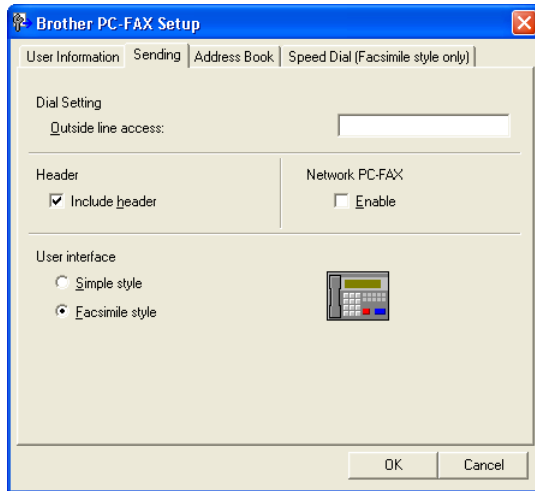 Brother PC-FAX Setup
User Information Sending Address Book Speed Dial (Facsimile style only)
Dial Setting
Outside line access:
Header Network PC-FAX
Include header Enable
User interface
Simple style
Facsimile style
OK Cancel